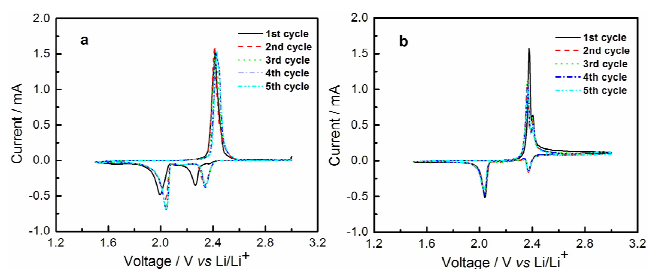 a
1st cycle
2nd cycle
3rd cycle
4th cycle
5th cycle
Current / mA
2.0
1.5
1.0
0.5
0.0
-0.5
-1.0
1.2 1.6 2.0 2.4 2.8 3.2
Voltage / V vs Li/Li+
b
1st cycle
2nd cycle
3rd cycle
4th cycle
5th cycle
Current / mA
2.0
1.5
1.0
0.5
0.0
-0.5
-1.0
1.2 1.6 2.0 2.4 2.8 3.2
Voltage / V vs Li/Li+